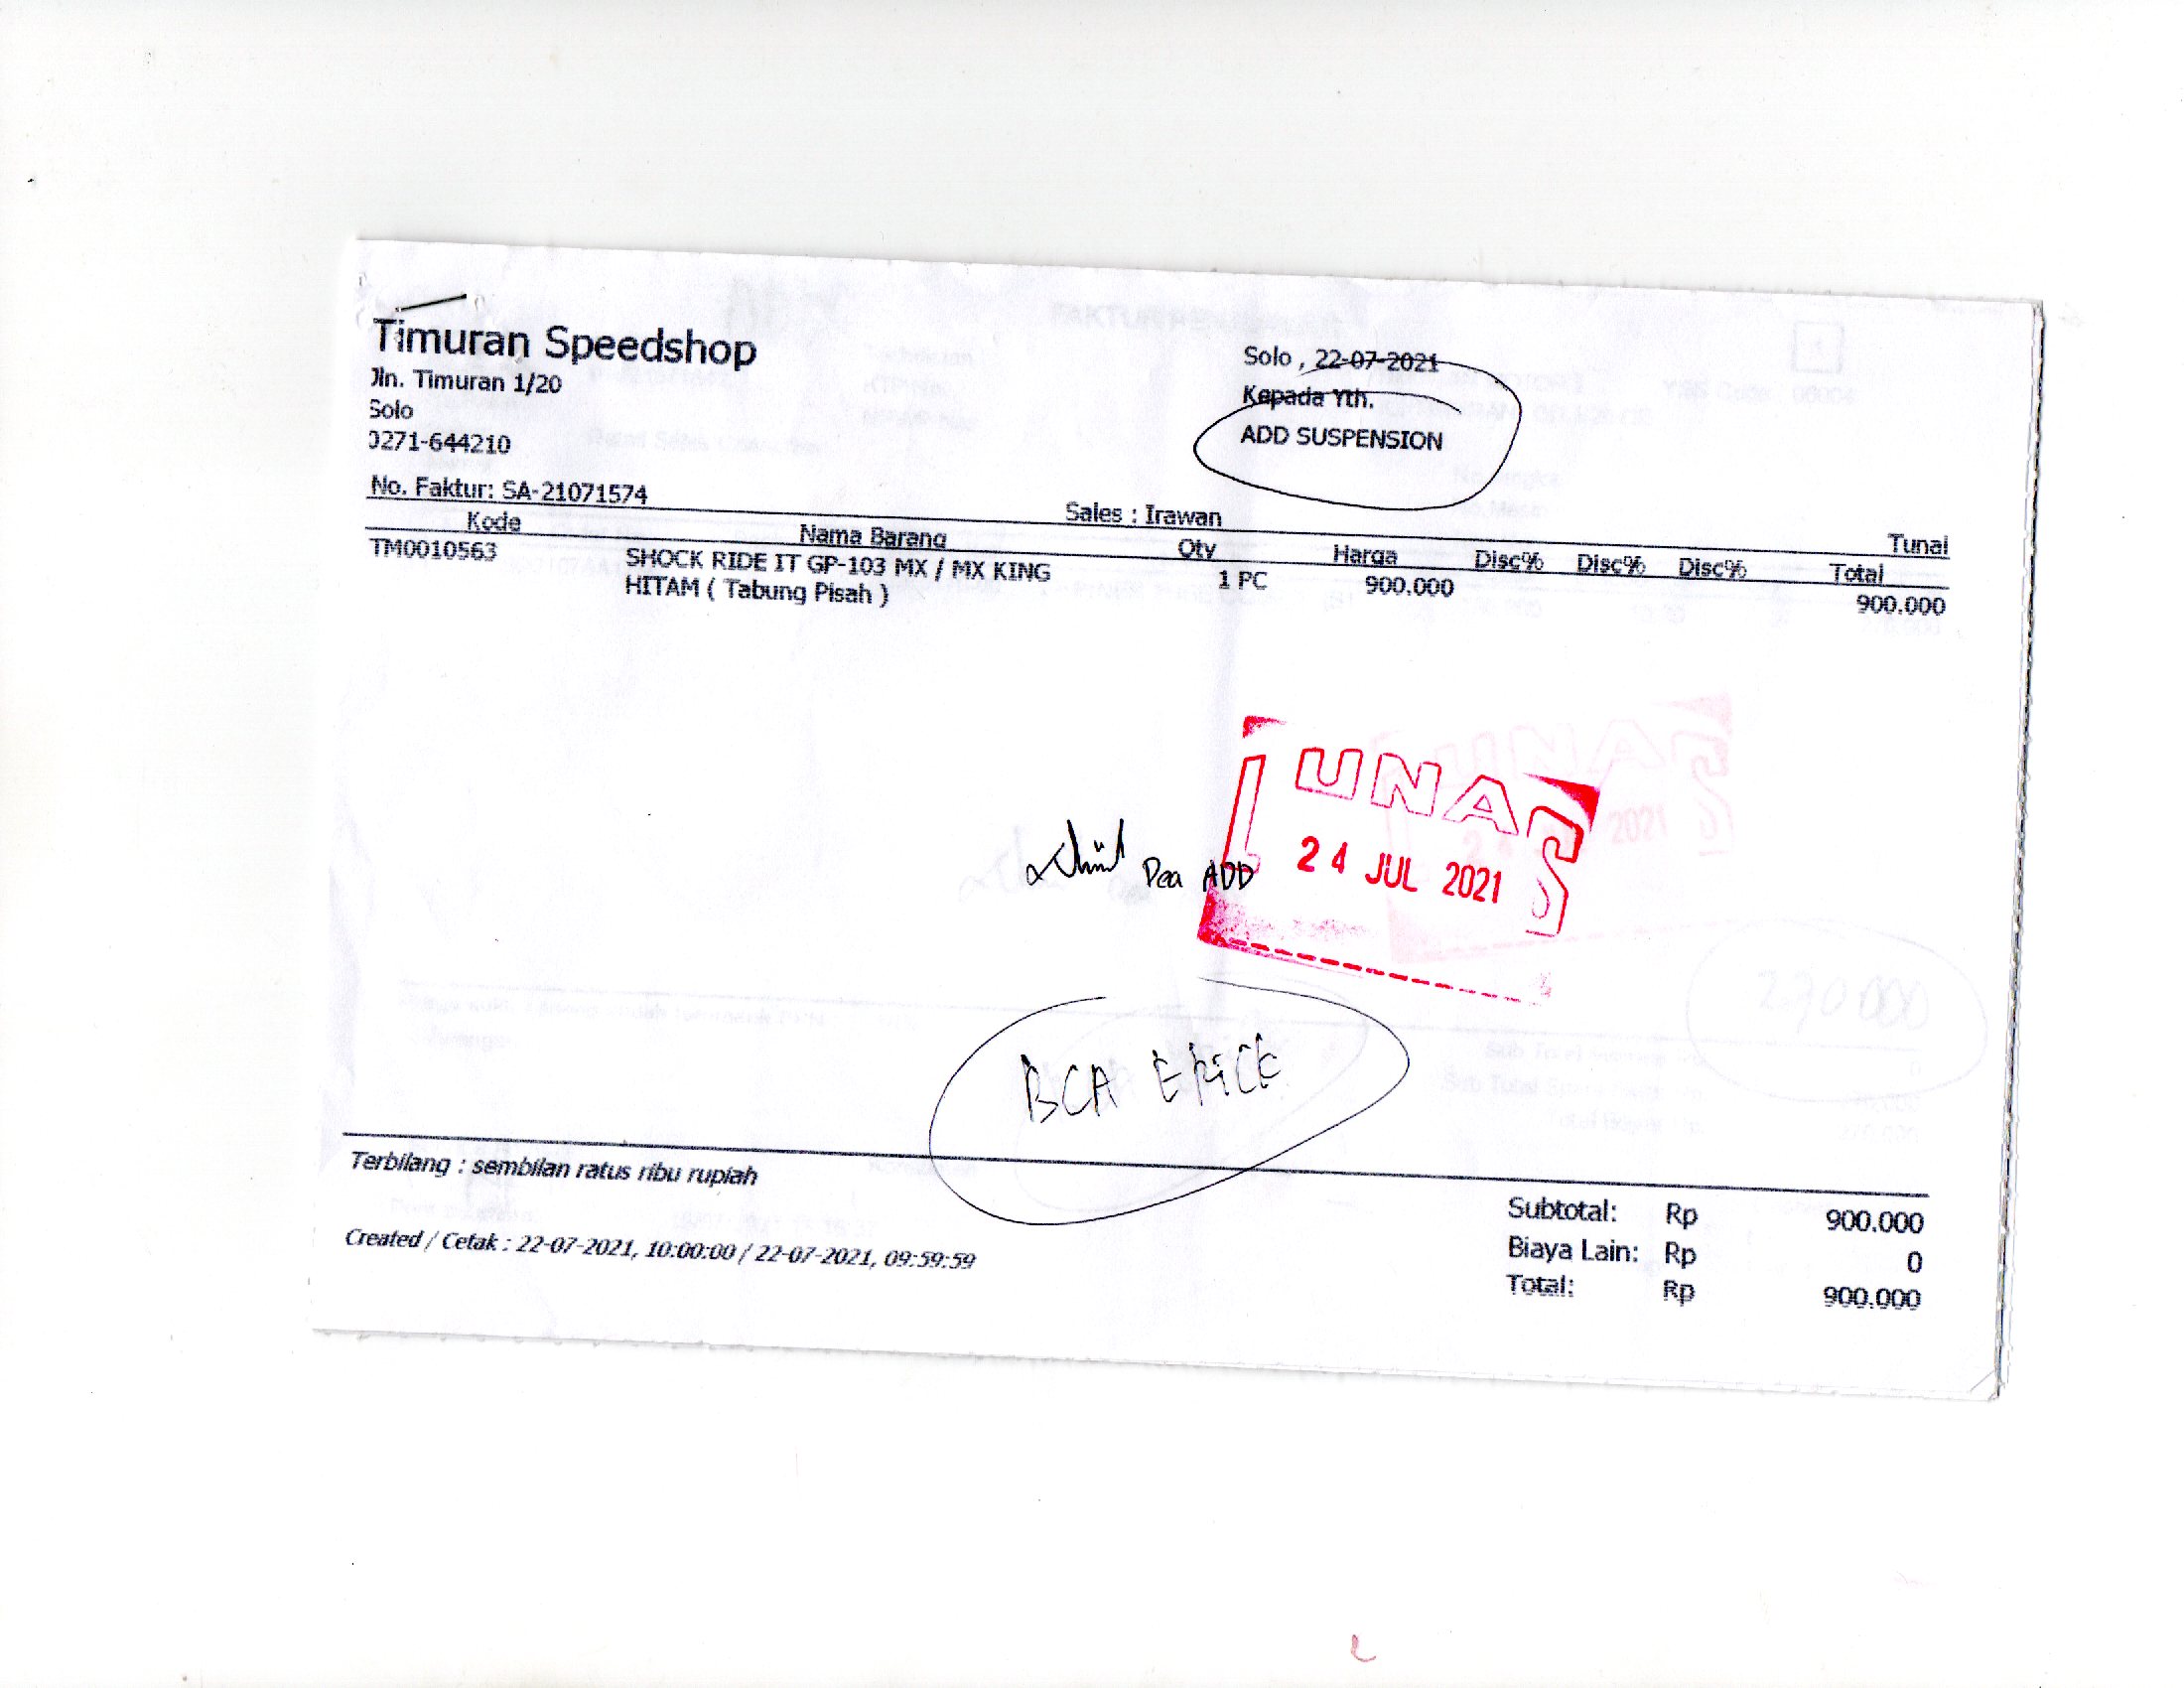 Timuran Speedshop
Jln. Timuran 1/20
Solo
0271-644210
No. Faktur: SA-21071574
Solo , 22-07-2021
Kepada Yth.
ADD SUSPENSION
Sales : Irawan
Tunai
Kode Nama Barang Qty Harga Disc% Disc% Disc% Total
TM0010563 SHOCK RIDE IT GP-103 MX / MX KING 1 PC 900.000 900.000
HITAM ( Tabung Pisah )
LUNAS
24 JUL 2021
Dea ADD
BCA ERICK
Terbilang : sembilan ratus ribu rupiah
Created / Cetak : 22-07-2021, 10:00:00 / 22-07-2021, 09:59:59
Subtotal: Rp 900.000
Biaya Lain: Rp 0
Total: Rp 900.000
270000